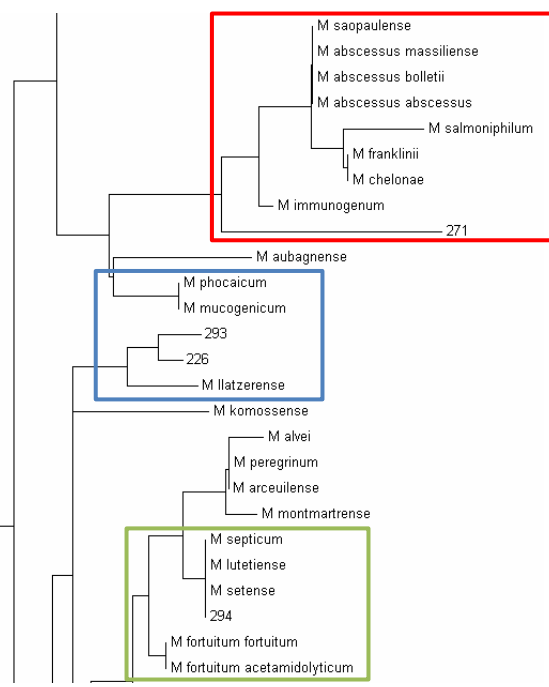 M saopaulense
M abscessus massiliense
M abscessus bolletii
M abscessus abscessus
M salmoniphilum
M franklinii
M chelonae
M immunogenum
271
M aubagnense
M phocaicum
M mucogenicum
293
226
M llatzerense
M komossense
M alvei
M peregrinum
M arceuilense
M montmartrense
M septicum
M lutetiense
M setense
294
M fortuitum fortuitum
M fortuitum acetamidolyticum